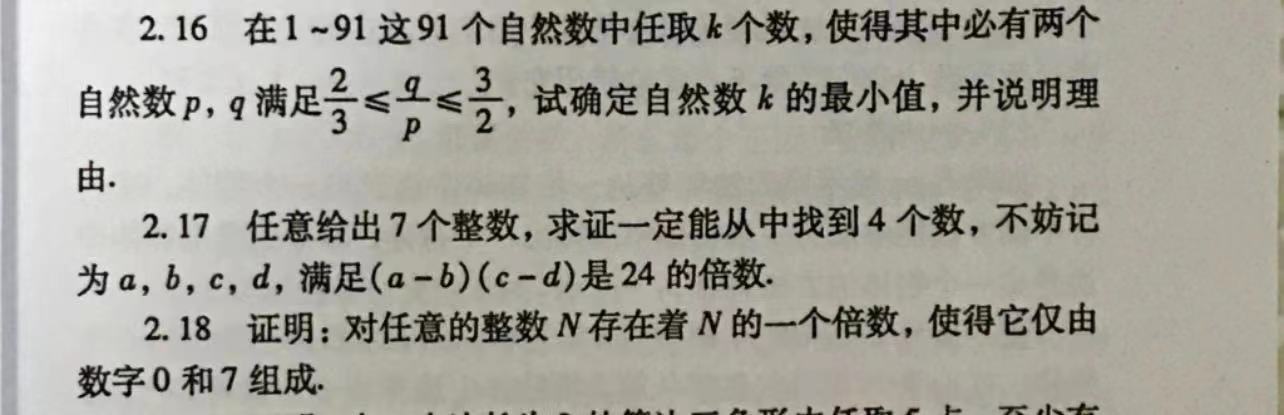 2.16 在1~91这91个自然数中任取k个数，使得其中必有两个
自然数p，q满足2/3≤q/p≤3/2，试确定自然数k的最小值，并说明理
由.
2.17 任意给出7个整数，求证一定能从中找到4个数，不妨记
为a，b，c，d，满足(a-b)(c-d)是24的倍数.
2.18 证明：对任意的整数N存在着N的一个倍数，使得它仅由
数字0和7组成.